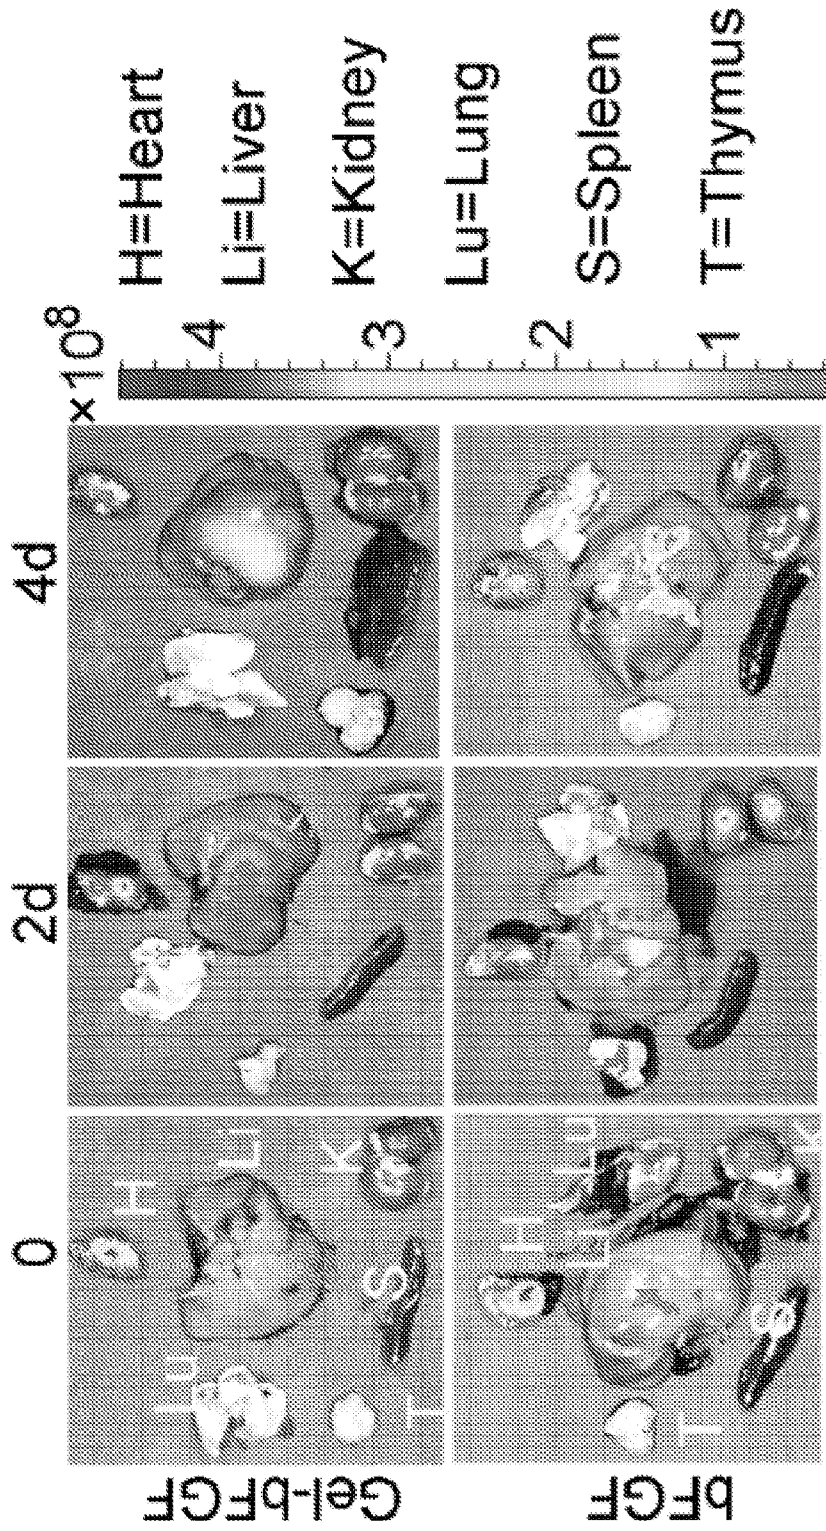 0 2d 4d
×10⁸
Gel-bFGF
H
Li
K
Lu
S
T
bFGF
H
Lu
Li
K
S
T
4
3
2
1
H=Heart
Li=Liver
K=Kidney
Lu=Lung
S=Spleen
T=Thymus